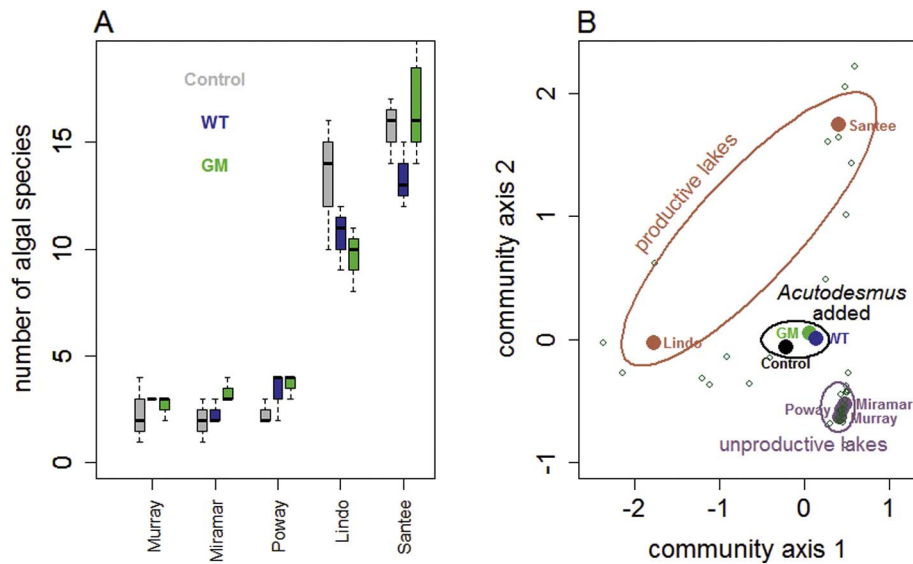 A
number of algal species
0
5
10
15
Control
WT
GM
Murray
Miramar
Poway
Lindo
Santee
B
community axis 2
-1
0
1
2
Santee
productive lakes
Acutodesmus
added
GM
WT
Lindo
Control
Miramar
Poway
Murray
unproductive lakes
-2
-1
0
1
community axis 1